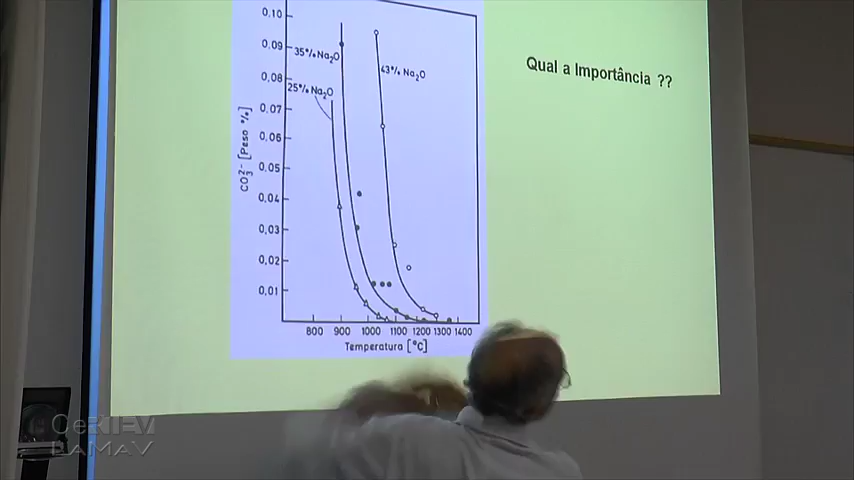 0,10
0,09
0,08
0,07
0,06
0,05
0,04
0,03
0,02
0,01
CO₃²⁻ [Peso %]
35% Na₂O
25% Na₂O
43% Na₂O
800 900 1000 1100 1200 1300 1400
Temperatura [°C]
Qual a Importância ??
CeRTEV
LAMAV